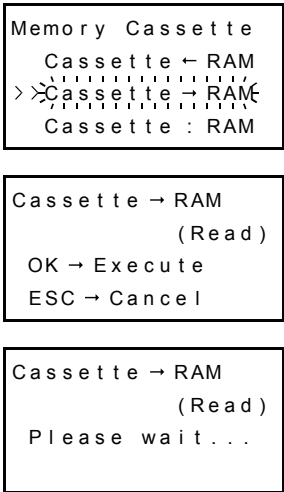 Memory Cassette
Cassette ← RAM
>>Cassette → RAM
Cassette : RAM
Cassette → RAM
(Read)
OK → Execute
ESC → Cancel
Cassette → RAM
(Read)
Please wait...